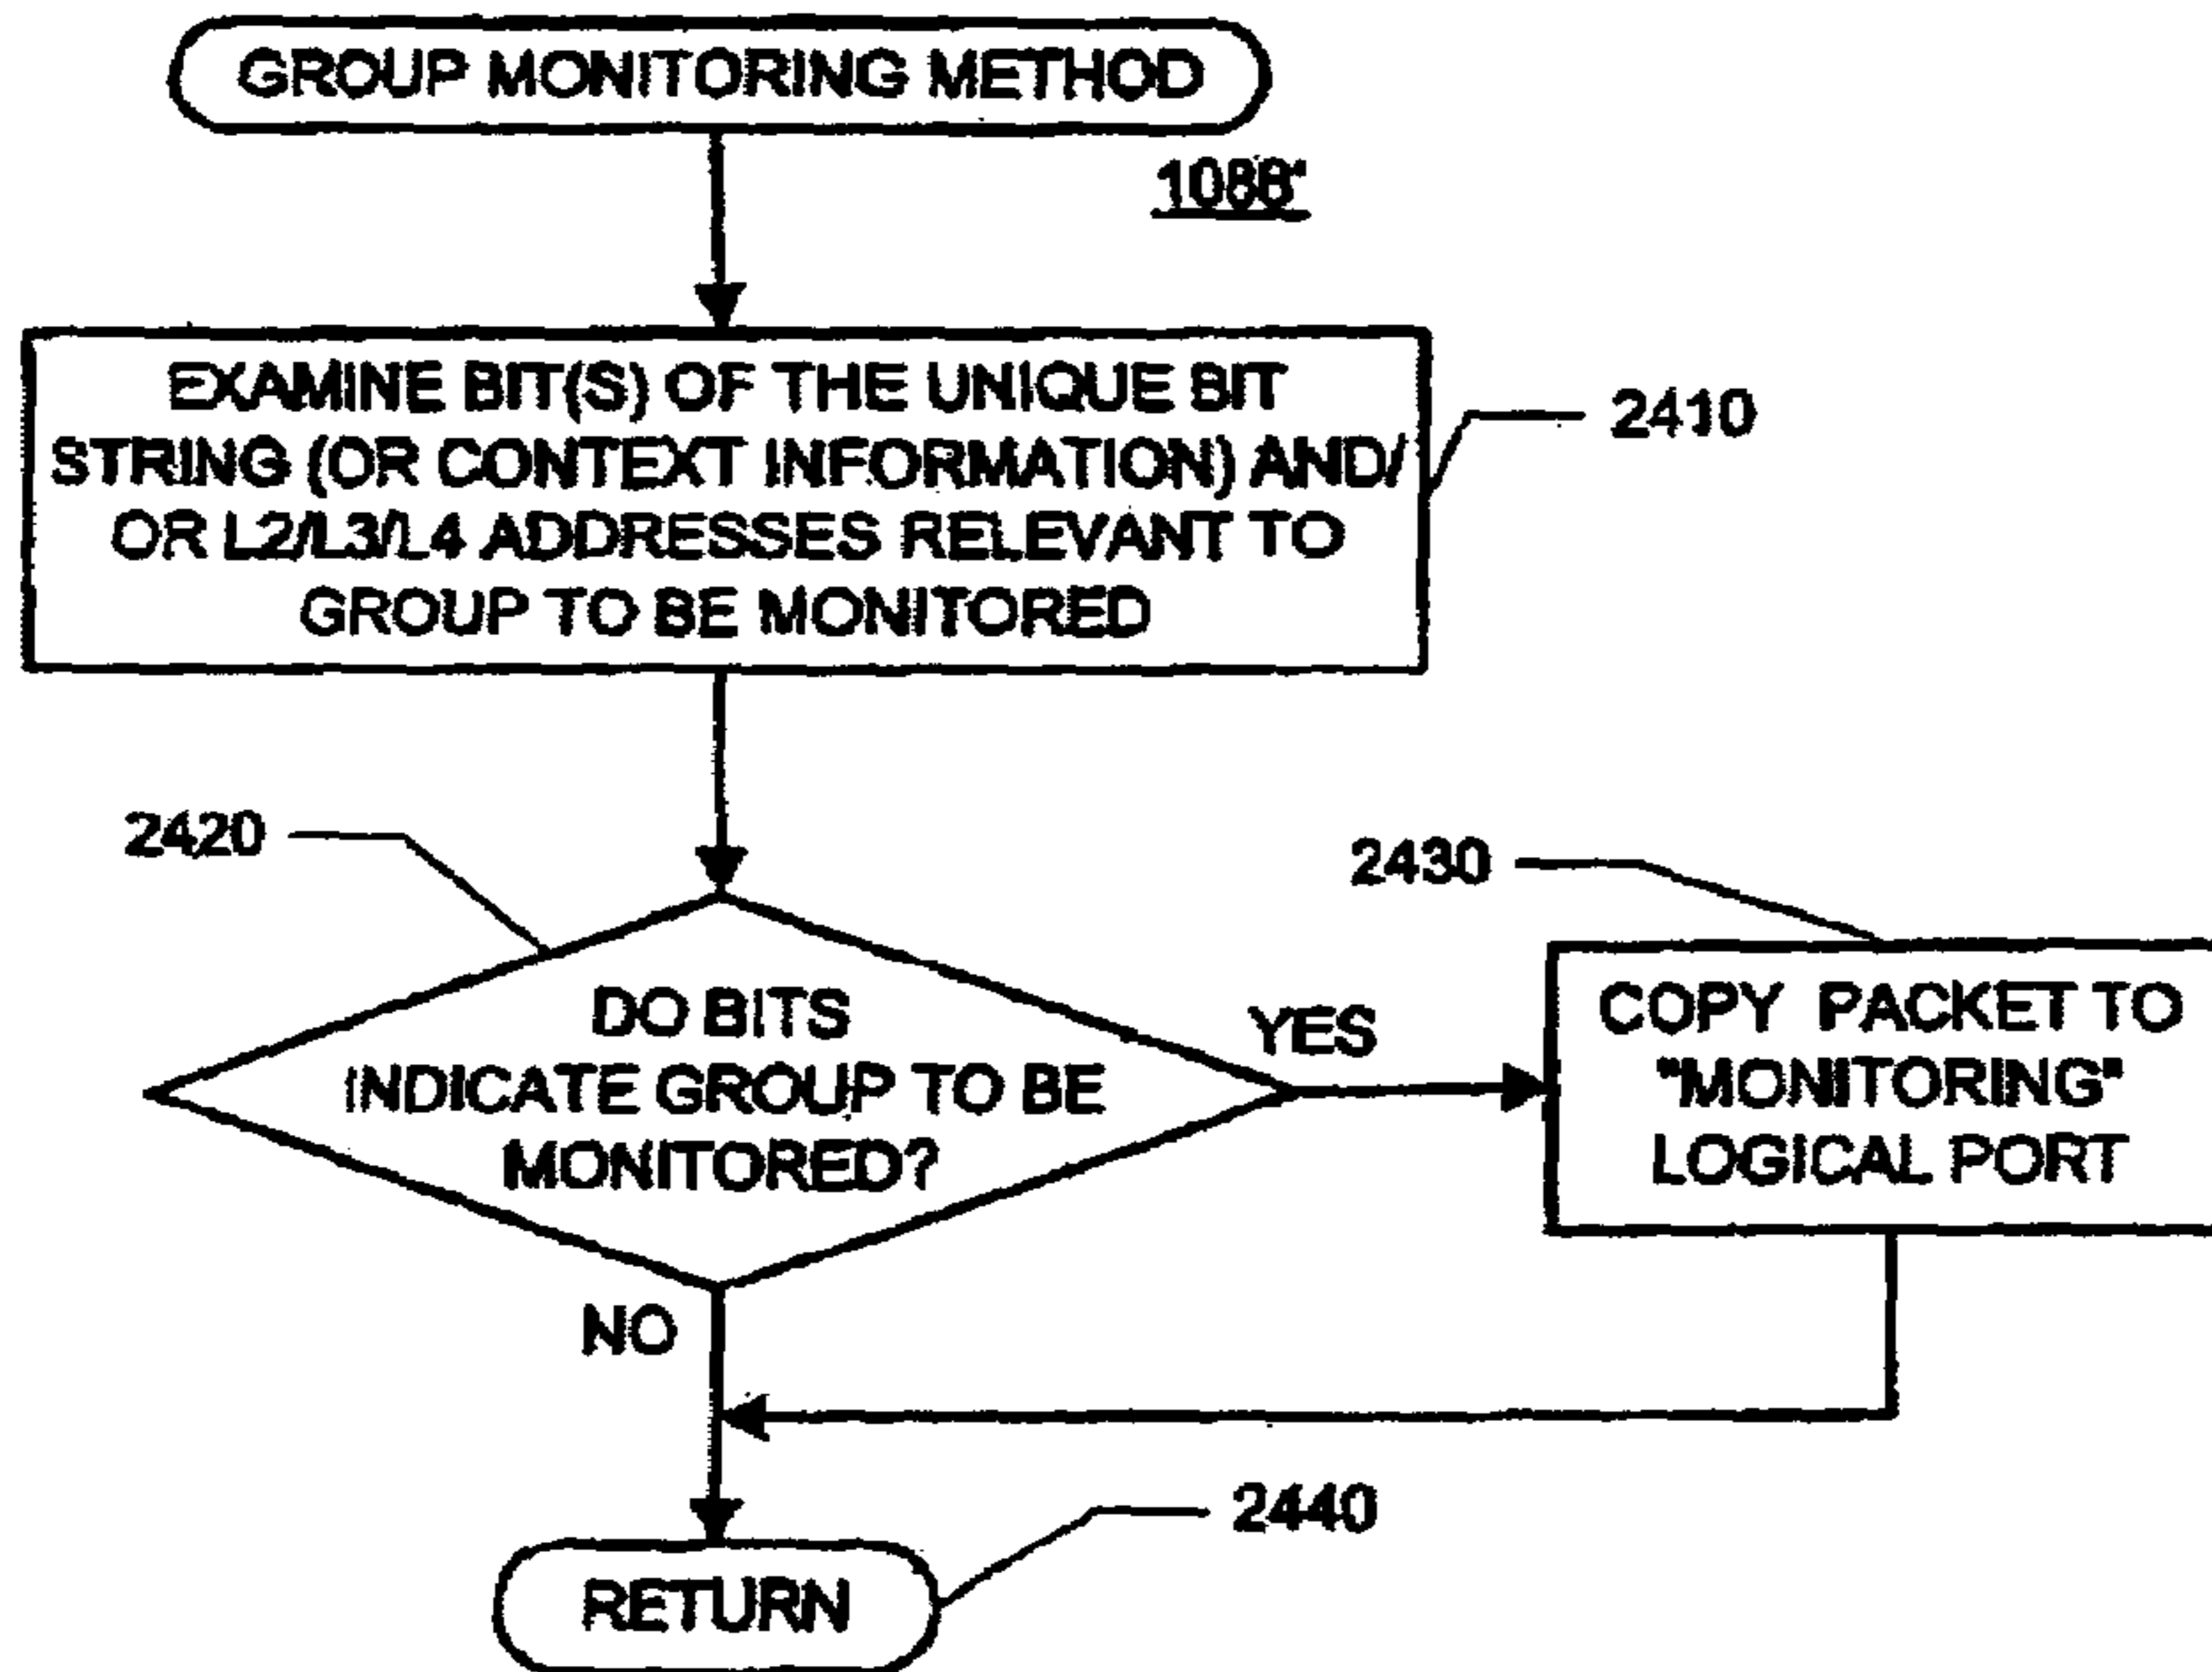 GROUP MONITORING METHOD
1088'
EXAMINE BIT(S) OF THE UNIQUE BIT
STRING (OR CONTEXT INFORMATION) AND/
OR L2/L3/L4 ADDRESSES RELEVANT TO
GROUP TO BE MONITORED
2410
2420
DO BITS
INDICATE GROUP TO BE
MONITORED?
YES
2430
COPY PACKET TO
"MONITORING"
LOGICAL PORT
NO
2440
RETURN